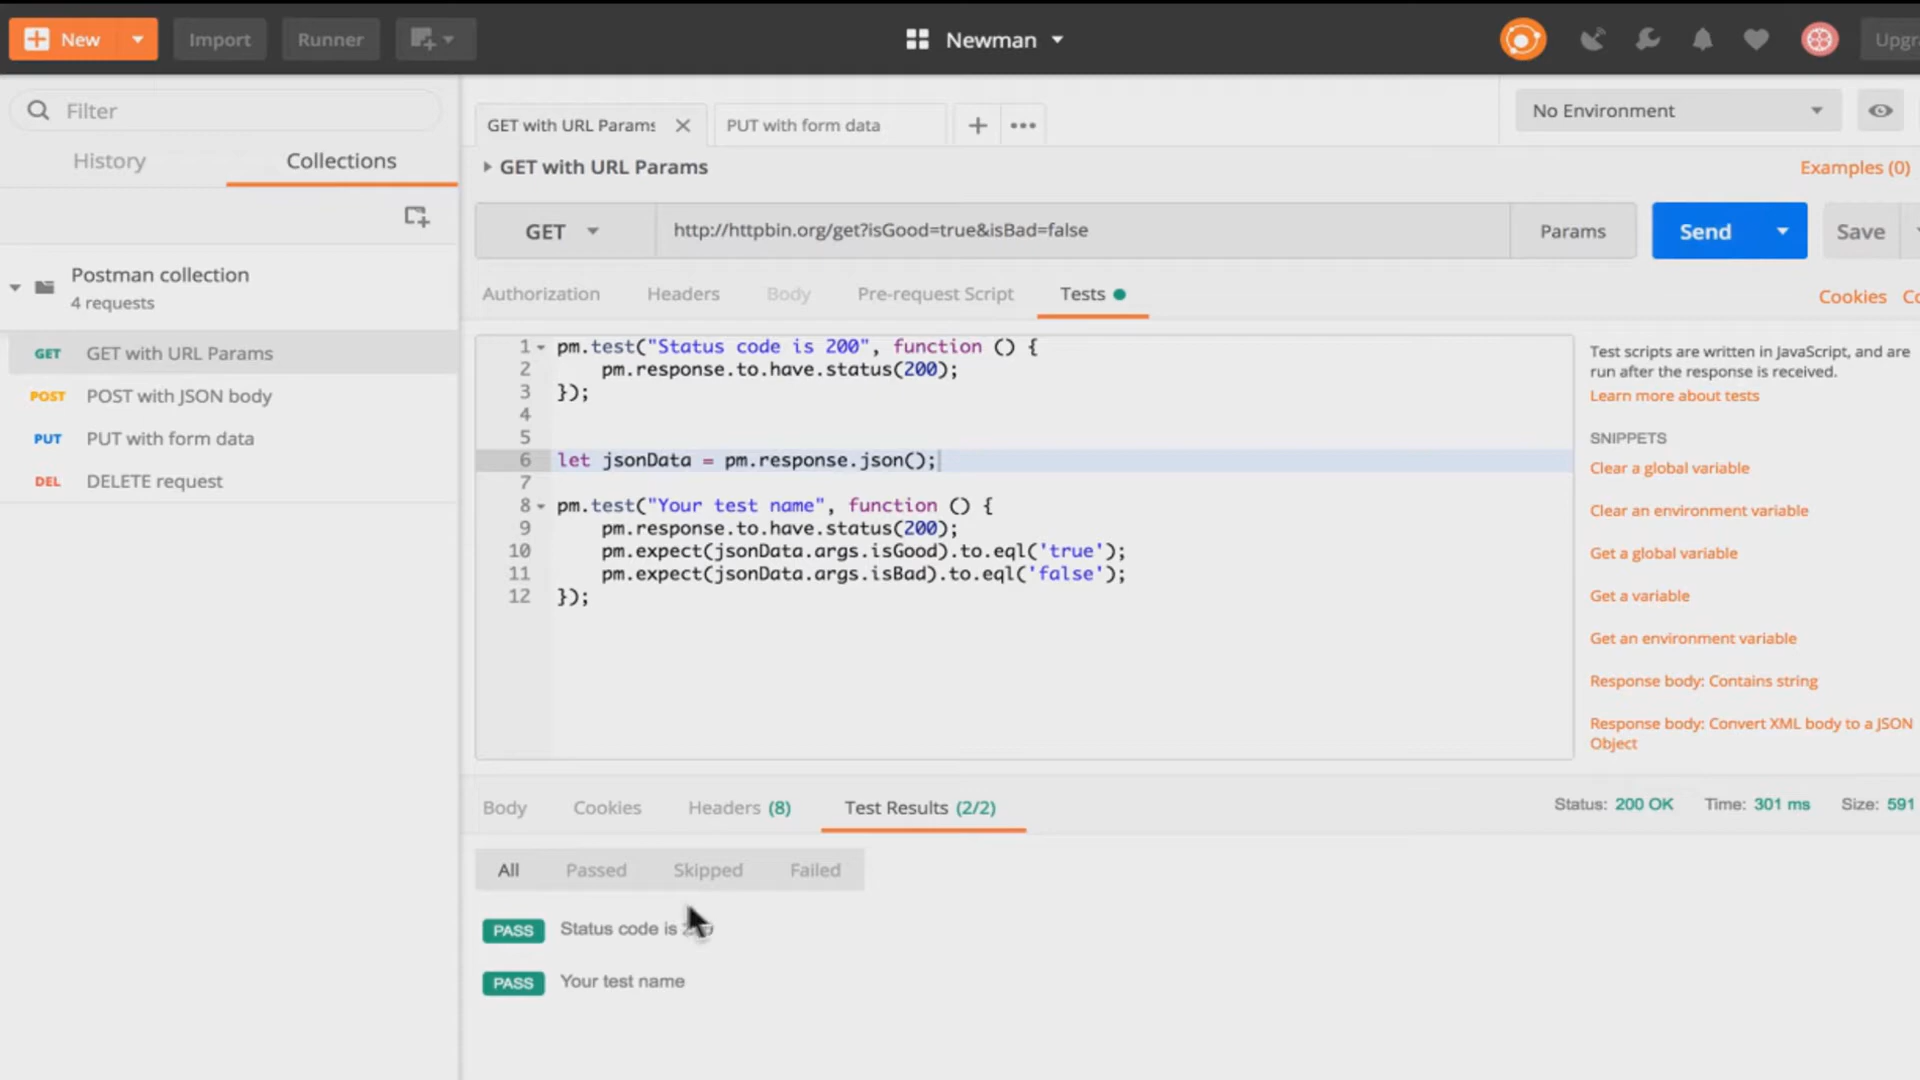 New
Import
Runner
Newman
Upgra
Filter
History
Collections
Postman collection
4 requests
GET GET with URL Params
POST POST with JSON body
PUT PUT with form data
DEL DELETE request
GET with URL Params
PUT with form data
No Environment
GET with URL Params
Examples (0)
GET
http://httpbin.org/get?isGood=true&isBad=false
Params
Send
Save
Authorization
Headers
Body
Pre-request Script
Tests
Cookies
Co
1 pm.test("Status code is 200", function () {
2 pm.response.to.have.status(200);
3 });
4
5
6 let jsonData = pm.response.json();
7
8 pm.test("Your test name", function () {
9 pm.response.to.have.status(200);
10 pm.expect(jsonData.args.isGood).to.eql('true');
11 pm.expect(jsonData.args.isBad).to.eql('false');
12 });
Test scripts are written in JavaScript, and are
run after the response is received.
Learn more about tests
SNIPPETS
Clear a global variable
Clear an environment variable
Get a global variable
Get a variable
Get an environment variable
Response body: Contains string
Response body: Convert XML body to a JSON
Object
Body
Cookies
Headers (8)
Test Results (2/2)
Status: 200 OK
Time: 301 ms
Size: 591
All
Passed
Skipped
Failed
PASS Status code is
PASS Your test name